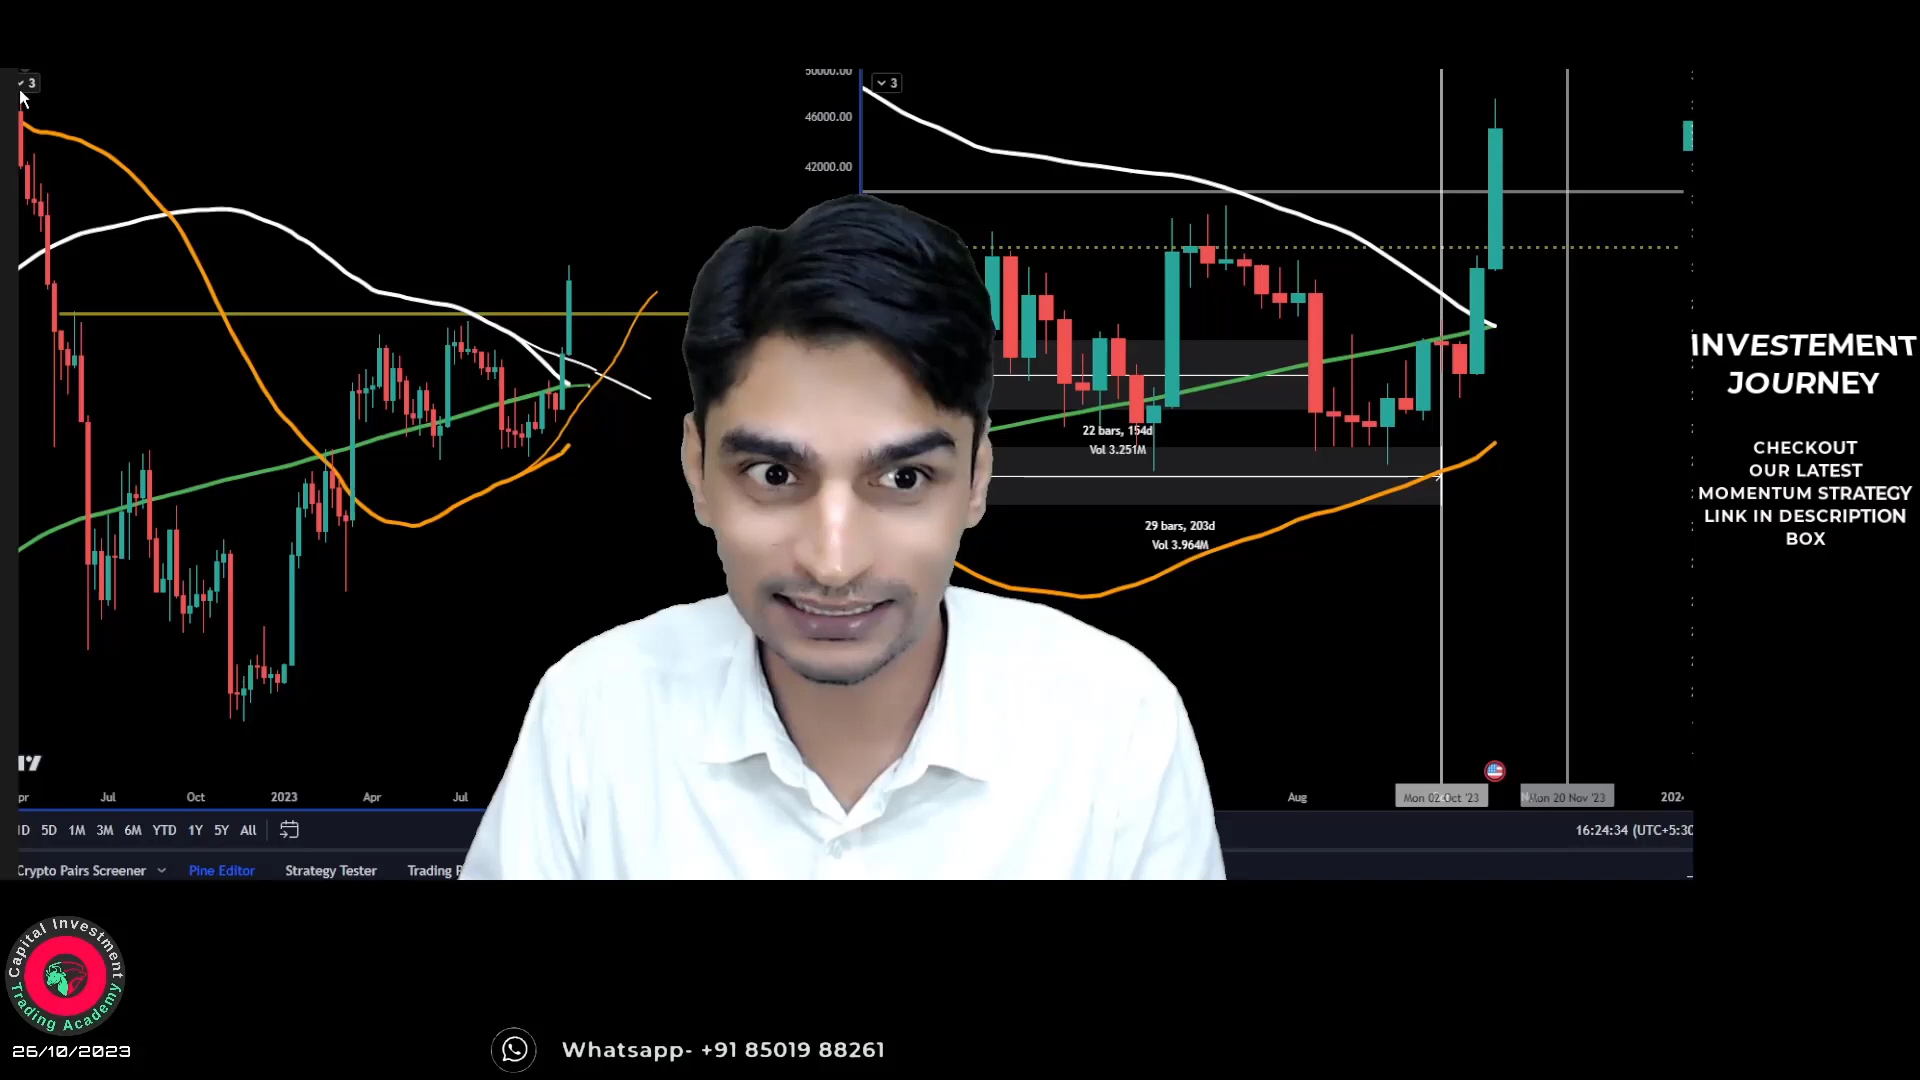 3
50000.00
3
46000.00
42000.00
22 bars, 154d
Vol 3.251M
29 bars, 203d
Vol 3.964M
INVESTEMENT
JOURNEY
CHECKOUT
OUR LATEST
MOMENTUM STRATEGY
LINK IN DESCRIPTION
BOX
Jul
Oct
2023
Apr
Jul
Aug
Mon 02 Oct '23
Mon 20 Nov '23
5D
1M
3M
6M
YTD
1Y
5Y
All
16:24:34 (UTC+5:30
Crypto Pairs Screener
Pine Editor
Strategy Tester
Trading
Capital Investment
Trading Academy
26/10/2023
Whatsapp- +91 85019 88261